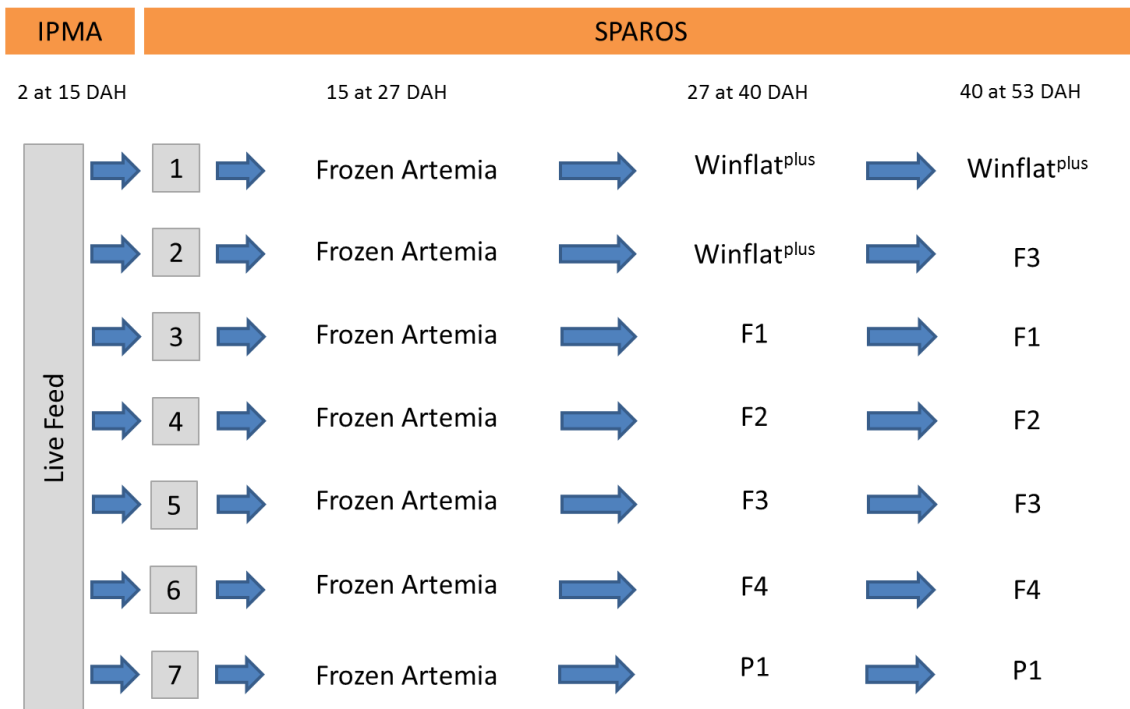 IPMA SPAROS
2 at 15 DAH 15 at 27 DAH 27 at 40 DAH 40 at 53 DAH
Live Feed
1 Frozen Artemia Winflatplus Winflatplus
2 Frozen Artemia Winflatplus F3
3 Frozen Artemia F1 F1
4 Frozen Artemia F2 F2
5 Frozen Artemia F3 F3
6 Frozen Artemia F4 F4
7 Frozen Artemia P1 P1